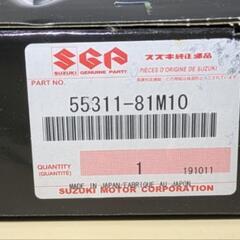 SGP
SUZUKI GENUINE PARTS
スズキ純正部品
PIÈCES D'ORIGINE DE SUZUKI
PART NO.
55311-81M10
QUANTITY
(QUANTITÉ)
1
191011
MADE IN JAPAN/FABRIQUÉ AU JAPON
SUZUKI MOTOR CORPORATION